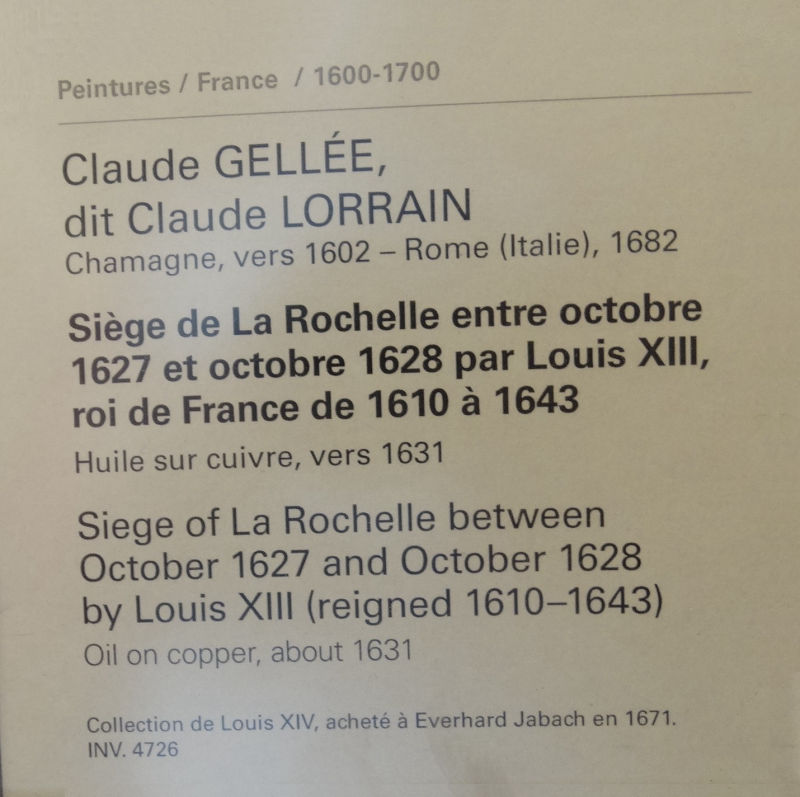 Peintures / France / 1600-1700
Claude GELLÉE,
dit Claude LORRAIN
Chamagne, vers 1602 – Rome (Italie), 1682
Siège de La Rochelle entre octobre
1627 et octobre 1628 par Louis XIII,
roi de France de 1610 à 1643
Huile sur cuivre, vers 1631
Siege of La Rochelle between
October 1627 and October 1628
by Louis XIII (reigned 1610–1643)
Oil on copper, about 1631
Collection de Louis XIV, acheté à Everhard Jabach en 1671.
INV. 4726